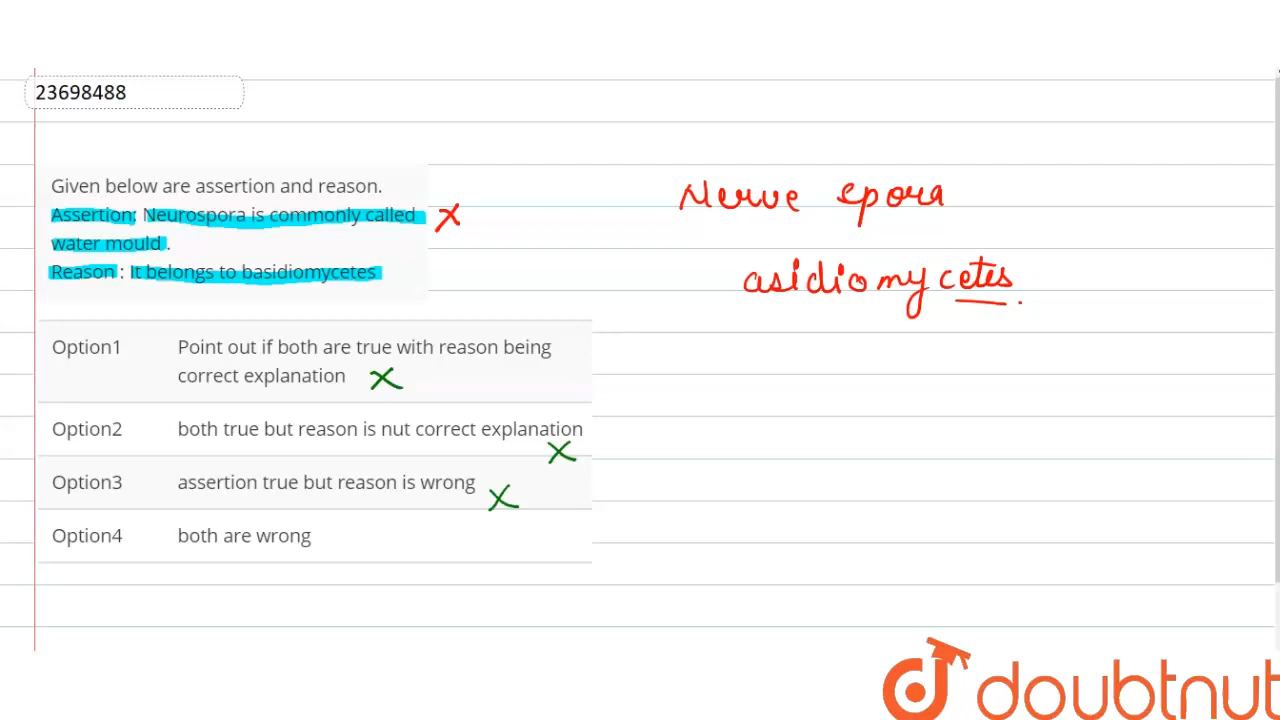 23698488
Given below are assertion and reason.
Assertion: Neurospora is commonly called
water mould .
Reason : It belongs to basidiomycetes
Option1 Point out if both are true with reason being
correct explanation
Option2 both true but reason is nut correct explanation
Option3 assertion true but reason is wrong
Option4 both are wrong
Nerve spora
asidiomycetes.
doubtnut